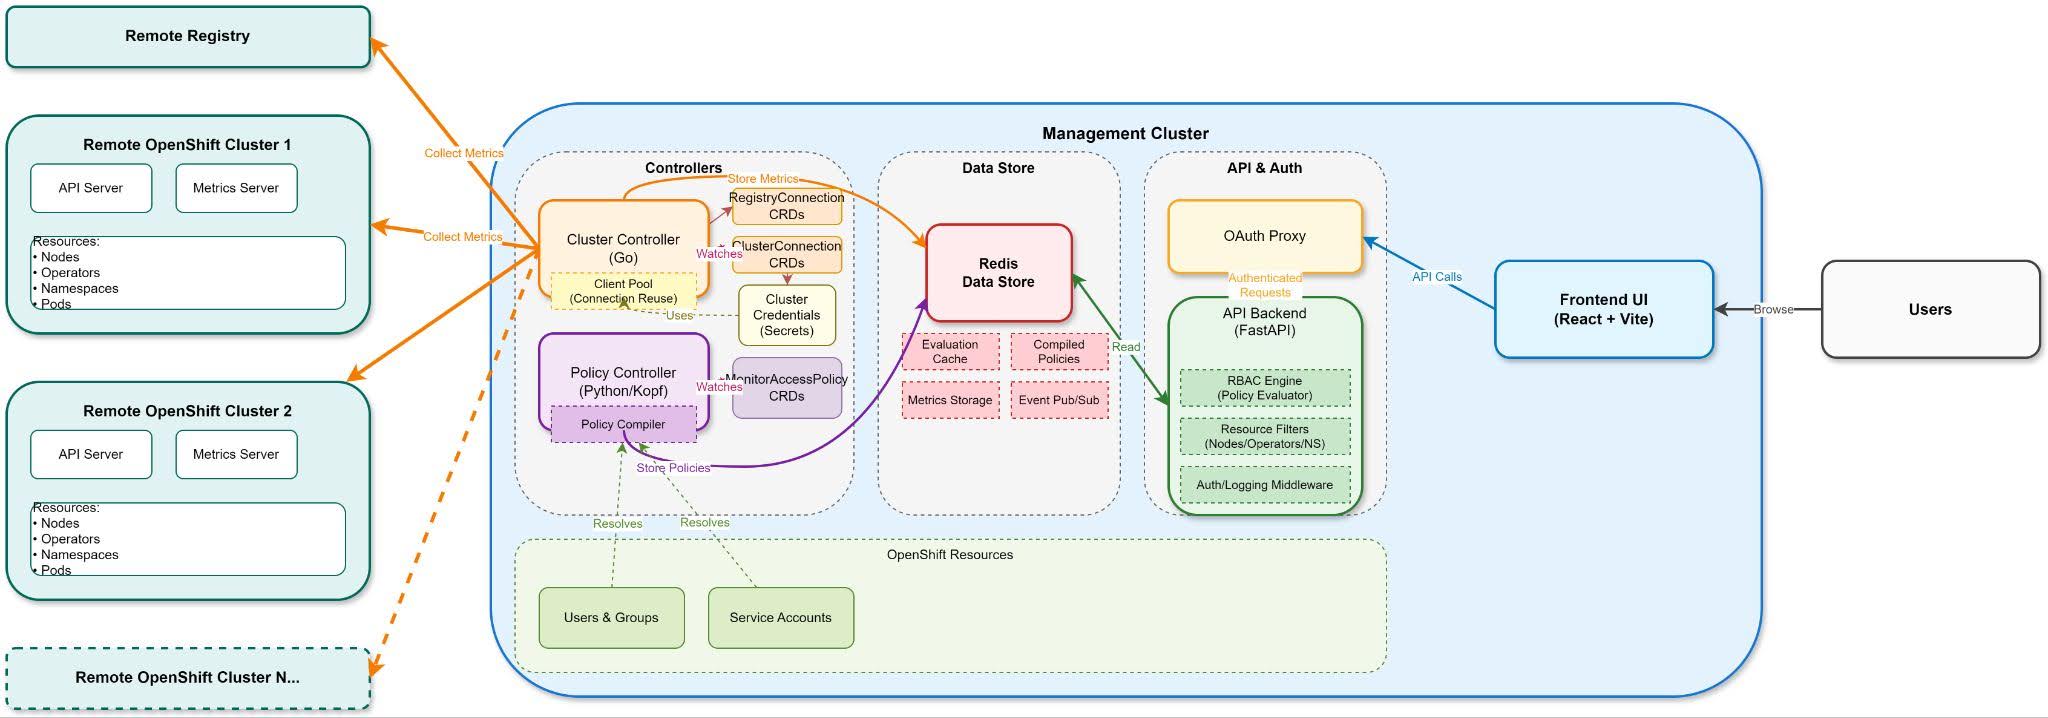 Remote Registry
Remote OpenShift Cluster 1
API Server
Metrics Server
Resources:
• Nodes
• Operators
• Namespaces
• Pods
Remote OpenShift Cluster 2
API Server
Metrics Server
Resources:
• Nodes
• Operators
• Namespaces
• Pods
Remote OpenShift Cluster N...
Collect Metrics
Collect Metrics
Management Cluster
Controllers
Store Metrics
Cluster Controller
(Go)
Client Pool
(Connection Reuse)
RegistryConnection
CRDs
Watches
ClusterConnection
CRDs
Cluster
Credentials
(Secrets)
Uses
Policy Controller
(Python/Kopf)
Policy Compiler
Watches
MonitorAccessPolicy
CRDs
Store Policies
Resolves
Resolves
Data Store
Redis
Data Store
Evaluation
Cache
Compiled
Policies
Metrics Storage
Event Pub/Sub
Read
API & Auth
OAuth Proxy
Authenticated
Requests
API Backend
(FastAPI)
RBAC Engine
(Policy Evaluator)
Resource Filters
(Nodes/Operators/NS)
Auth/Logging Middleware
OpenShift Resources
Users & Groups
Service Accounts
API Calls
Frontend UI
(React + Vite)
Browse
Users